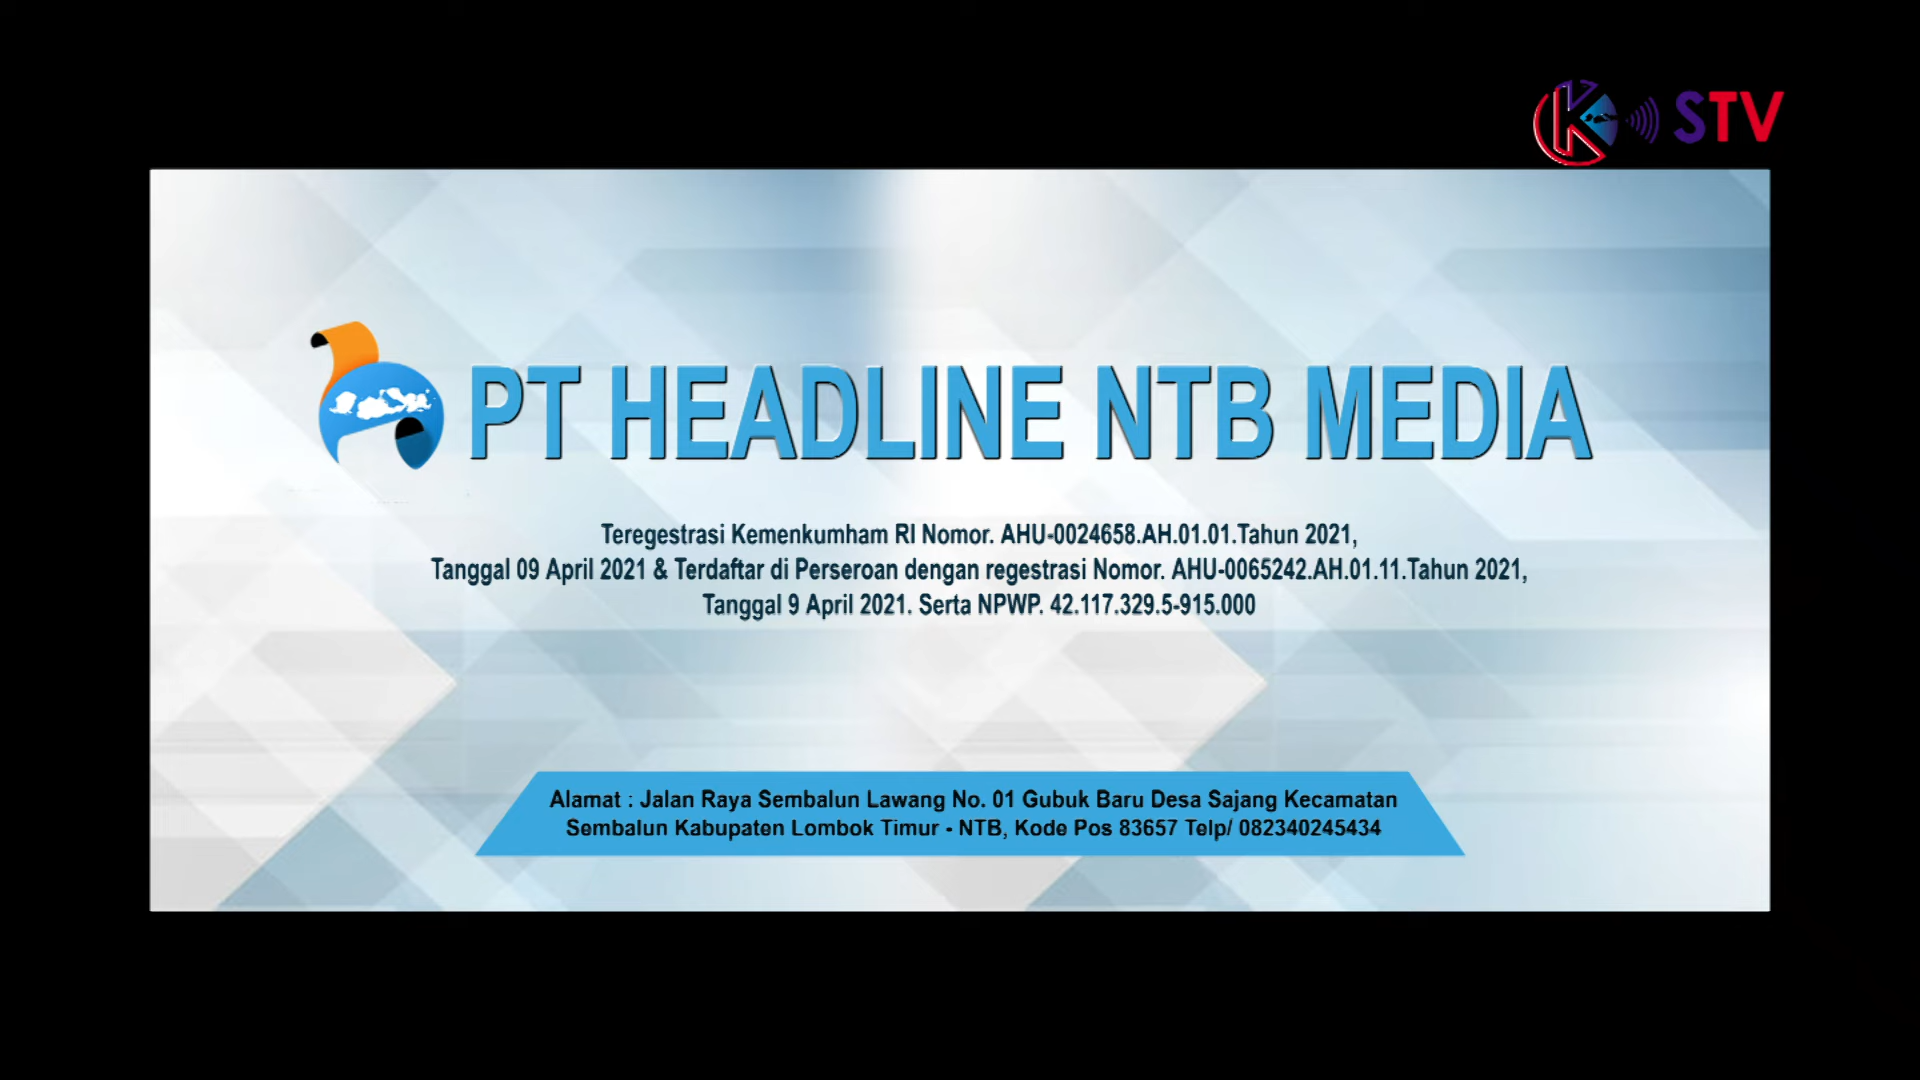 K STV
PT HEADLINE NTB MEDIA
Teregestrasi Kemenkumham RI Nomor. AHU-0024658.AH.01.01.Tahun 2021,
Tanggal 09 April 2021 & Terdaftar di Perseroan dengan regestrasi Nomor. AHU-0065242.AH.01.11.Tahun 2021,
Tanggal 9 April 2021. Serta NPWP. 42.117.329.5-915.000
Alamat : Jalan Raya Sembalun Lawang No. 01 Gubuk Baru Desa Sajang Kecamatan
Sembalun Kabupaten Lombok Timur - NTB, Kode Pos 83657 Telp/ 082340245434